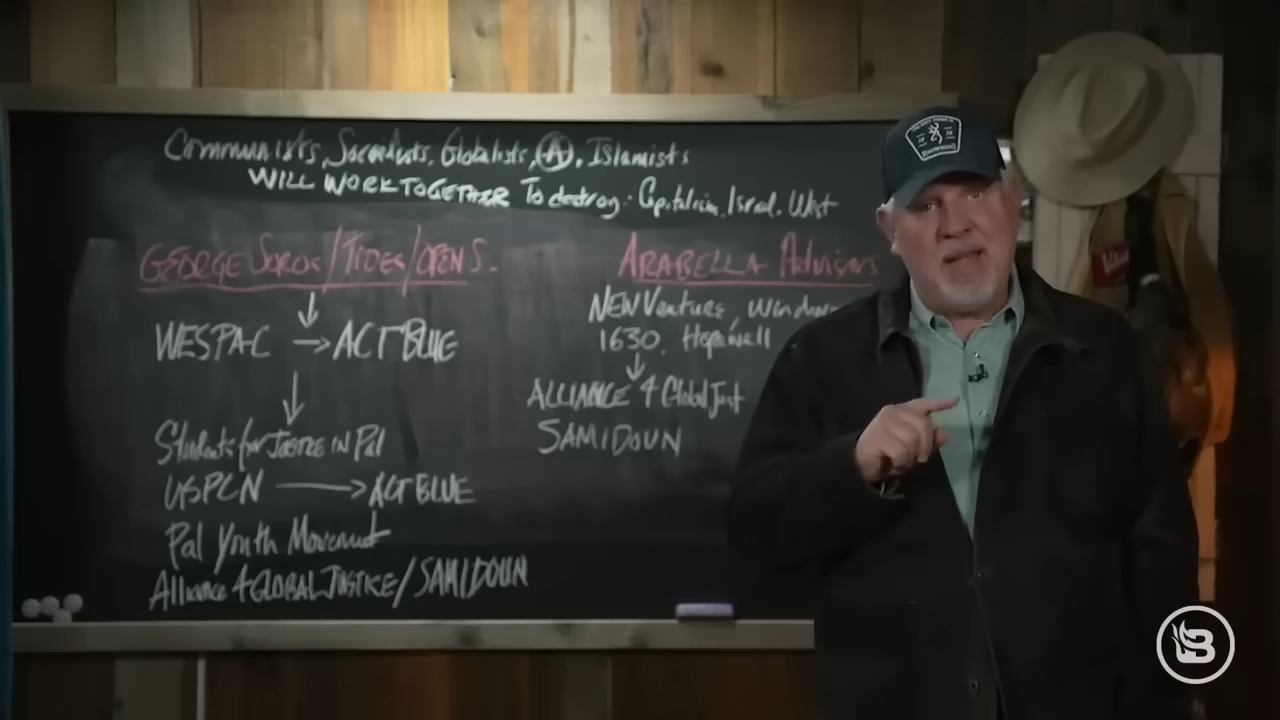 Communists, Socialists, Globalists, Ⓐ, Islamists
WILL WORK TOGETHER To destroy: Capitalism, Israel, West
GEORGE SOROS/TIDES/OPEN S.
WESPAC → ACT BLUE
Students for JUSTICE IN Pal
USPCN → ACT BLUE
Pal Youth Movement
Alliance 4 GLOBAL JUSTICE/SAMIDOUN
ARABELLA Advisors
NEW Venture, Windward
1630, Hopewell
ALLIANCE 4 Global Just
SAMIDOUN
BROWNING
B